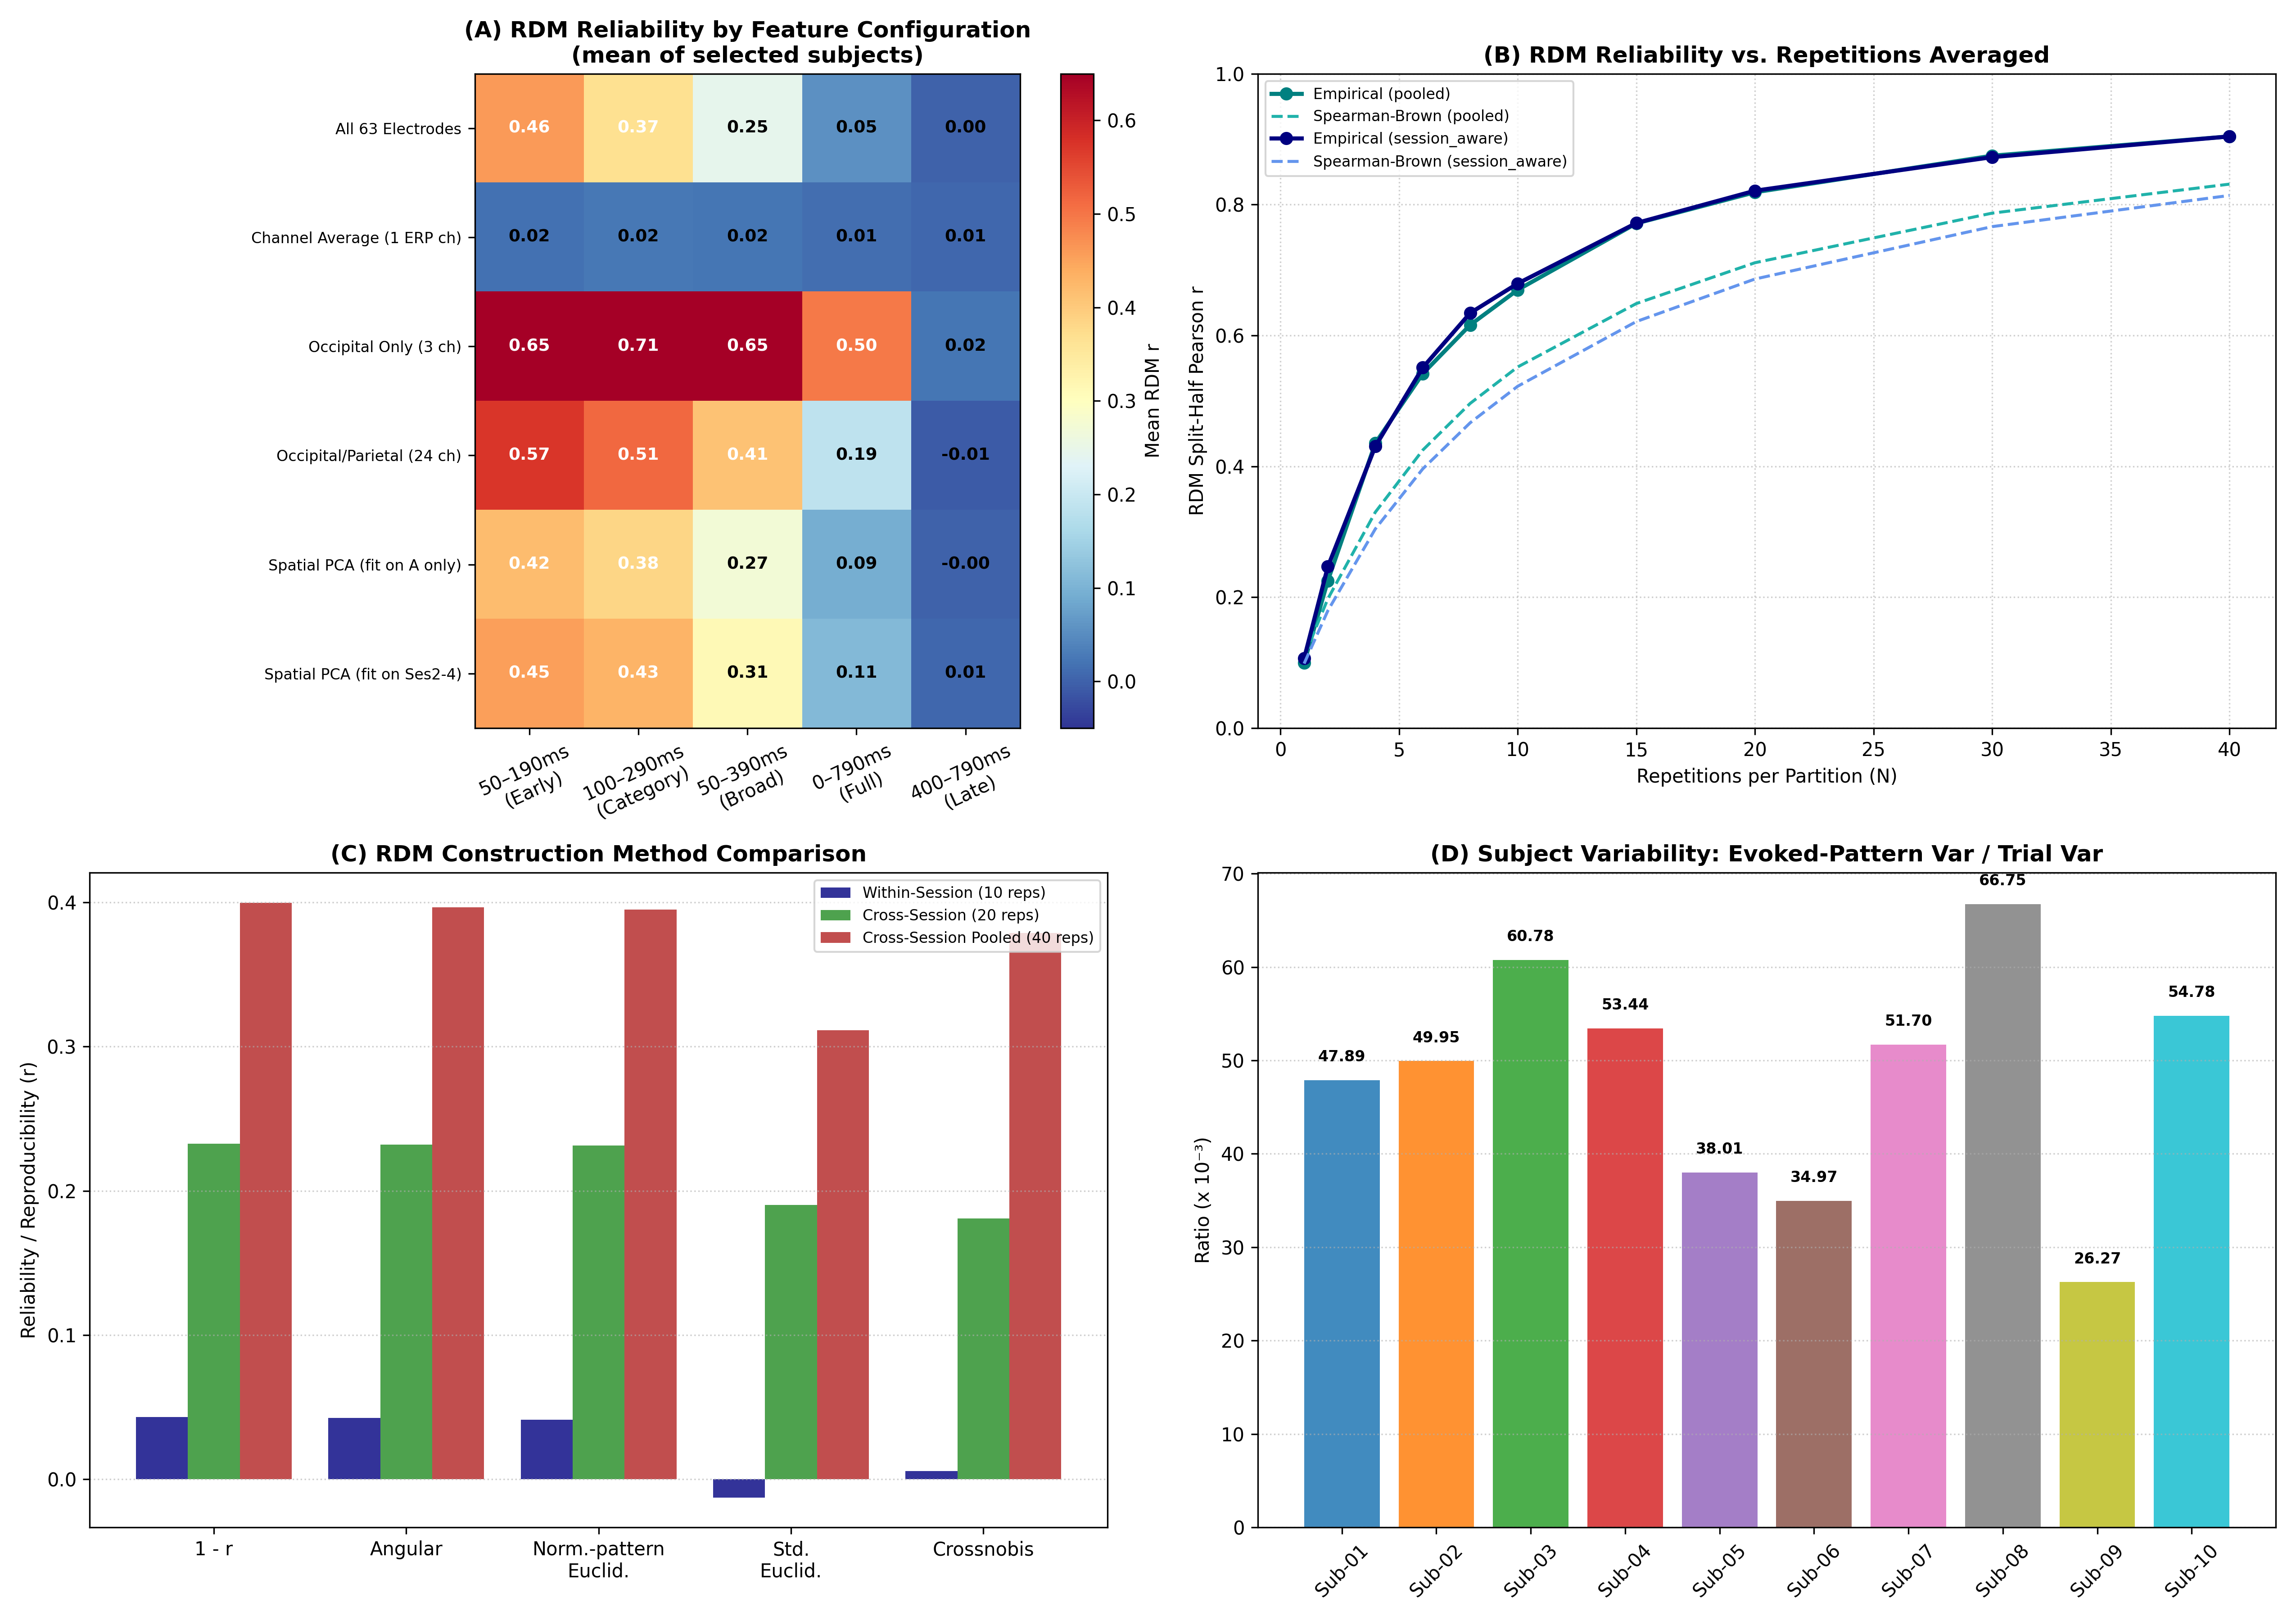 (A) RDM Reliability by Feature Configuration
(mean of selected subjects)
All 63 Electrodes
Channel Average (1 ERP ch)
Occipital Only (3 ch)
Occipital/Parietal (24 ch)
Spatial PCA (fit on A only)
Spatial PCA (fit on Ses2-4)
0.46 0.37 0.25 0.05 0.00
0.02 0.02 0.02 0.01 0.01
0.65 0.71 0.65 0.50 0.02
0.57 0.51 0.41 0.19 -0.01
0.42 0.38 0.27 0.09 -0.00
0.45 0.43 0.31 0.11 0.01
50–190ms
(Early)
100–290ms
(Category)
50–390ms
(Broad)
0–790ms
(Full)
400–790ms
(Late)
0.6
0.5
0.4
0.3
0.2
0.1
0.0
Mean RDM r
(B) RDM Reliability vs. Repetitions Averaged
Empirical (pooled)
Spearman-Brown (pooled)
Empirical (session_aware)
Spearman-Brown (session_aware)
RDM Split-Half Pearson r
1.0
0.8
0.6
0.4
0.2
0.0
0 5 10 15 20 25 30 35 40
Repetitions per Partition (N)
(C) RDM Construction Method Comparison
Within-Session (10 reps)
Cross-Session (20 reps)
Cross-Session Pooled (40 reps)
Reliability / Reproducibility (r)
0.4
0.3
0.2
0.1
0.0
1 - r
Angular
Norm.-pattern
Euclid.
Std.
Euclid.
Crossnobis
(D) Subject Variability: Evoked-Pattern Var / Trial Var
Ratio (x 10⁻³)
70
60
50
40
30
20
10
0
47.89
49.95
60.78
53.44
38.01
34.97
51.70
66.75
26.27
54.78
Sub-01
Sub-02
Sub-03
Sub-04
Sub-05
Sub-06
Sub-07
Sub-08
Sub-09
Sub-10